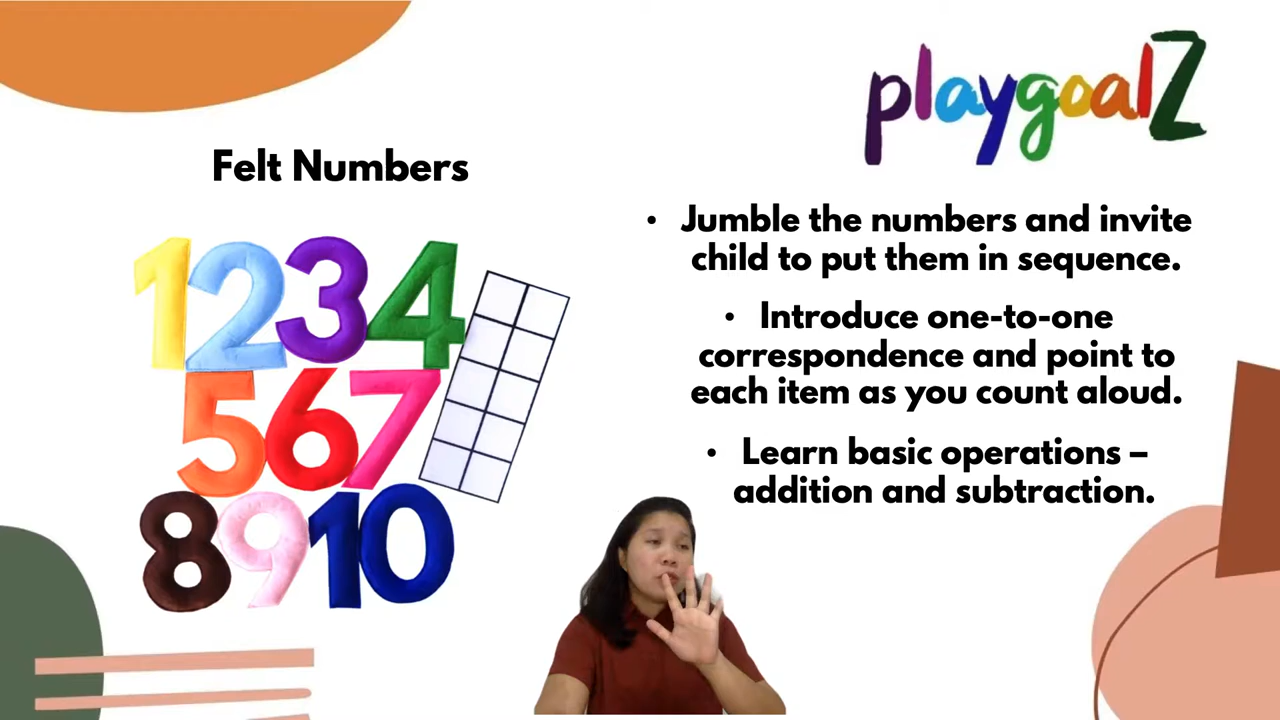 playgoalz
Felt Numbers
1234
567
8910
• Jumble the numbers and invite
child to put them in sequence.
• Introduce one-to-one
correspondence and point to
each item as you count aloud.
• Learn basic operations –
addition and subtraction.